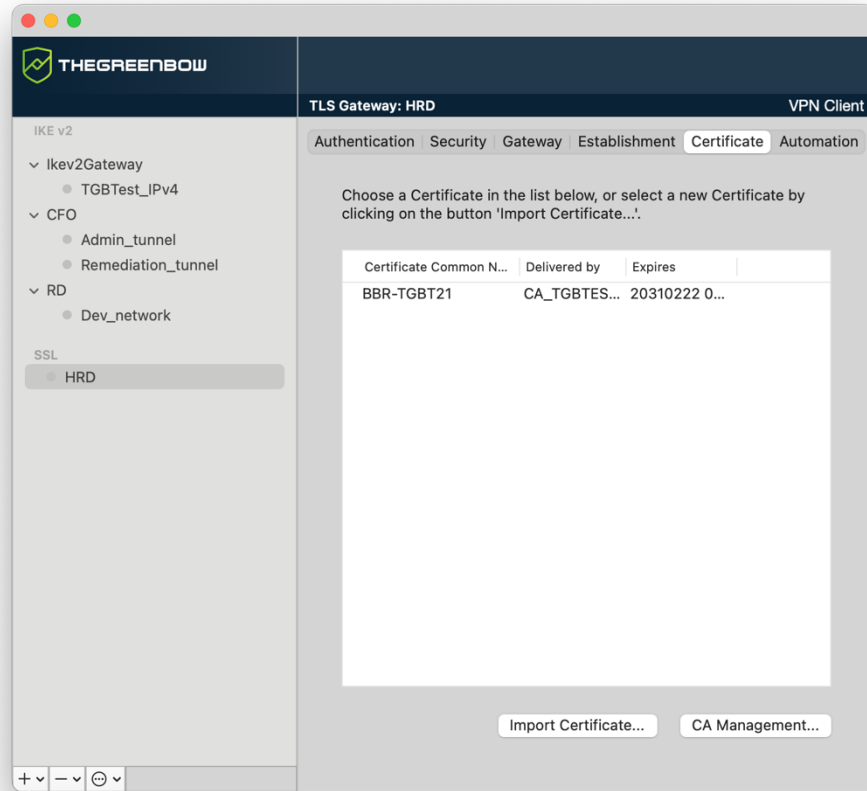 THEGREENBOW
TLS Gateway: HRD
VPN Client
IKE v2
Ikev2Gateway
TGBTest_IPv4
CFO
Admin_tunnel
Remediation_tunnel
RD
Dev_network
SSL
HRD
Authentication Security Gateway Establishment Certificate Automation
Choose a Certificate in the list below, or select a new Certificate by
clicking on the button 'Import Certificate...'.
Certificate Common N... Delivered by Expires
BBR-TGBT21 CA_TGBTES... 20310222 0...
Import Certificate... CA Management...